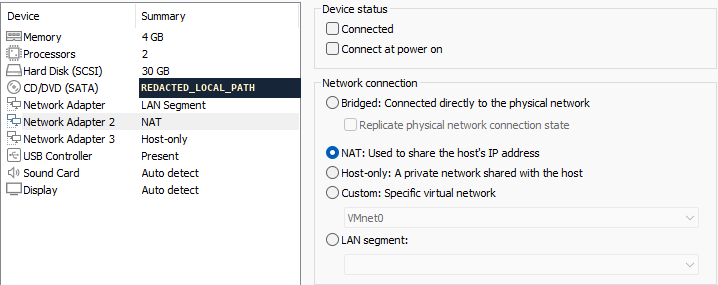 Device Summary
Memory 4 GB
Processors 2
Hard Disk (SCSI) 30 GB
CD/DVD (SATA) REDACTED_LOCAL_PATH
Network Adapter LAN Segment
Network Adapter 2 NAT
Network Adapter 3 Host-only
USB Controller Present
Sound Card Auto detect
Display Auto detect
Device status
Connected
Connect at power on
Network connection
Bridged: Connected directly to the physical network
Replicate physical network connection state
NAT: Used to share the host's IP address
Host-only: A private network shared with the host
Custom: Specific virtual network
VMnet0
LAN segment: